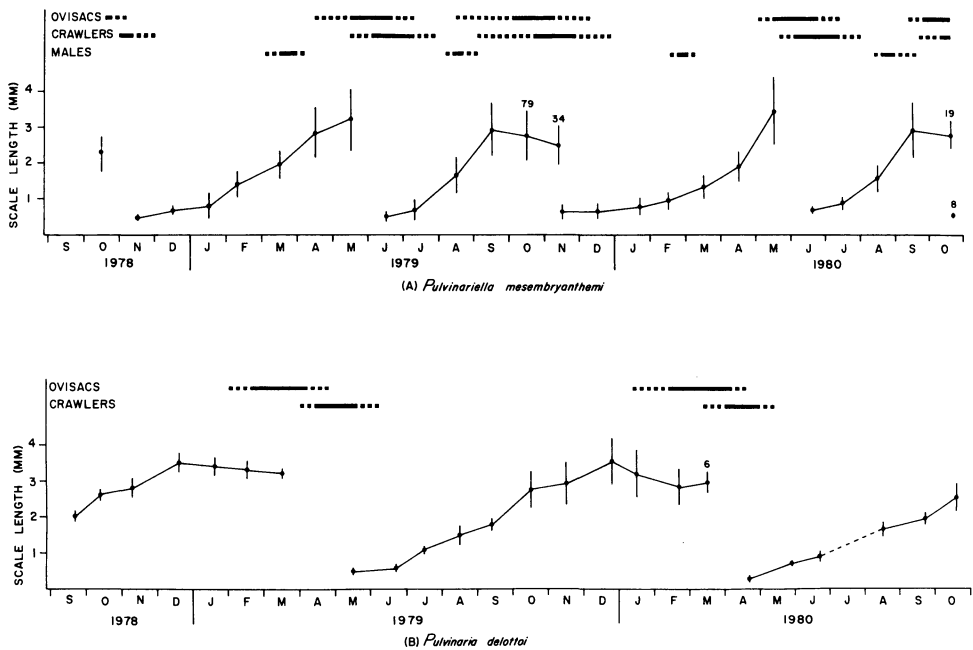 OVISACS
CRAWLERS
MALES
SCALE LENGTH (MM)
4
3
2
1
79
34
19
8
S O N D J F M A M J J A S O N D J F M A M J J A S O
1978 1979 1980
(A) Pulvinariella mesembryanthemi
OVISACS
CRAWLERS
SCALE LENGTH (MM)
4
3
2
1
6
S O N D J F M A M J J A S O N D J F M A M J J A S O
1978 1979 1980
(B) Pulvinaria delottoi